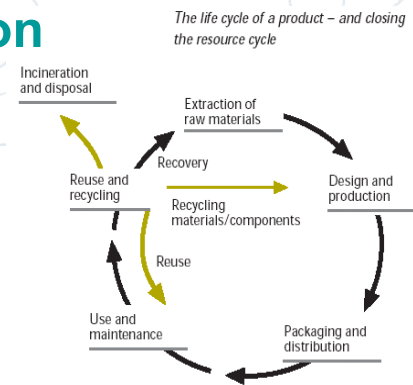 on
The life cycle of a product – and closing
the resource cycle
Incineration
and disposal
Extraction of
raw materials
Recovery
Reuse and
recycling
Design and
production
Recycling
materials/components
Reuse
Use and
maintenance
Packaging and
distribution